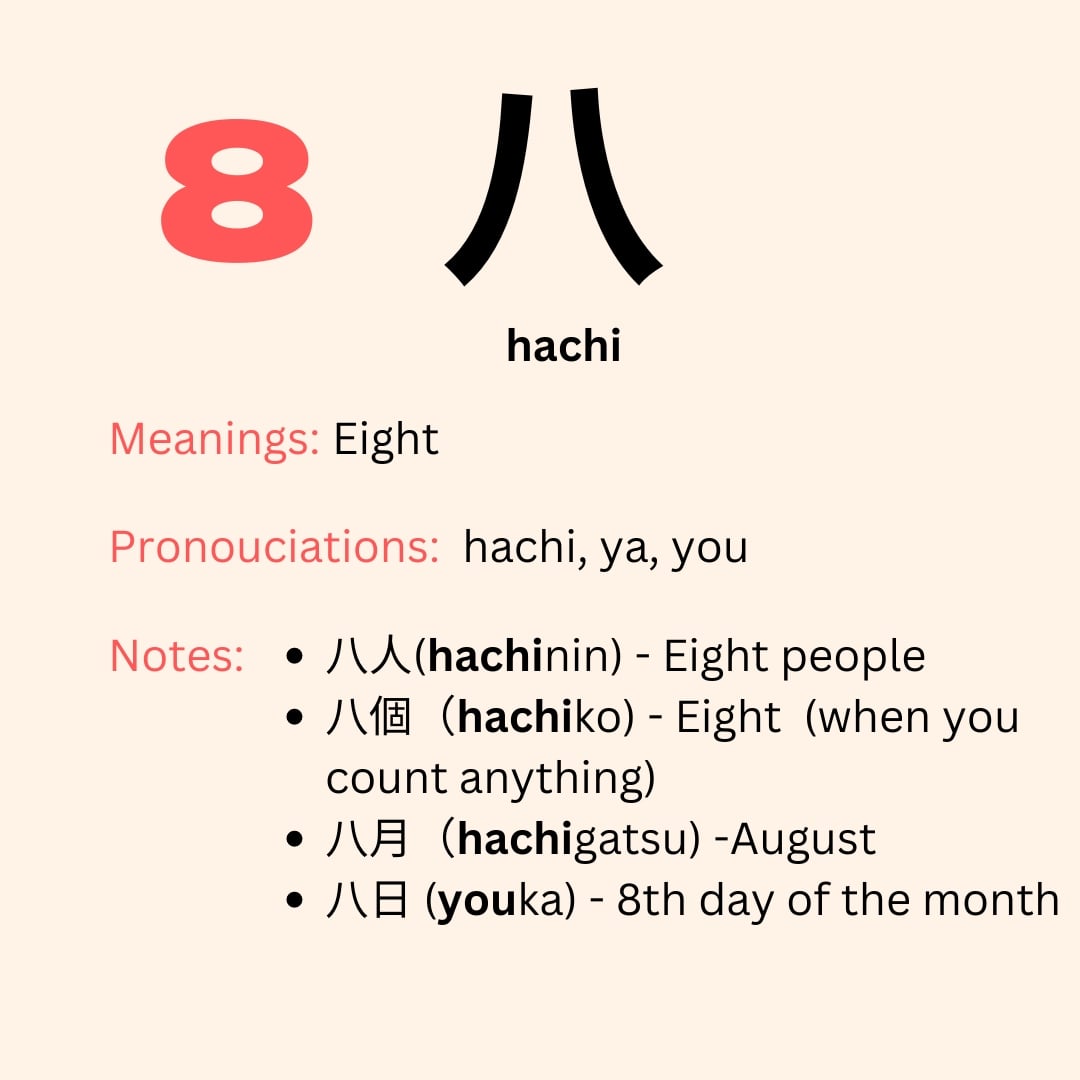 8 八
hachi
Meanings: Eight
Pronouciations: hachi, ya, you
Notes: • 八人(hachinin) - Eight people
• 八個（hachiko) - Eight (when you
count anything)
• 八月（hachigatsu) -August
• 八日 (youka) - 8th day of the month